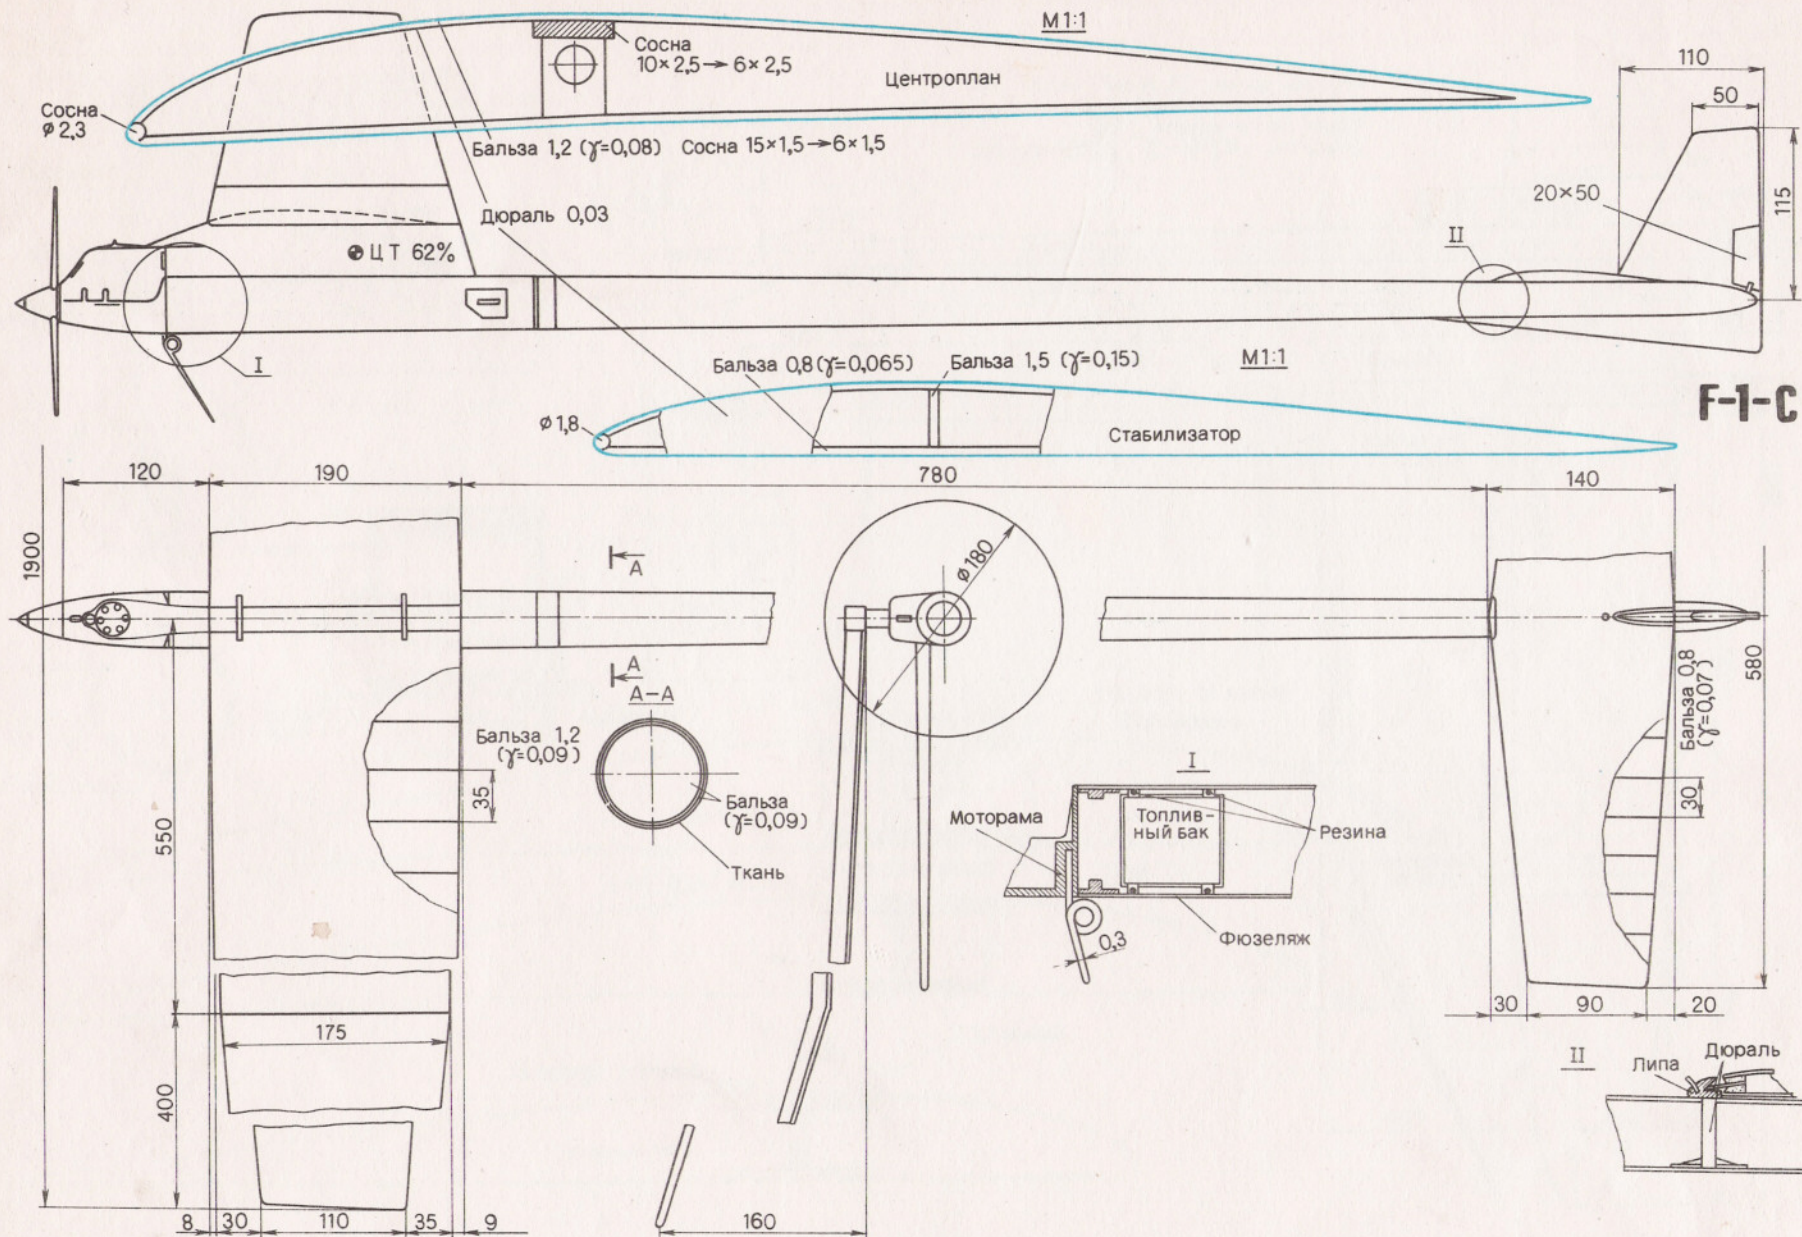 М1:1
Сосна
10×2,5→6×2,5
Центроплан
110
50
Сосна
⌀2,3
Бальза 1,2 (γ=0,08) Сосна 15×1,5→6×1,5
Дюраль 0,03
20×50
115
ЦТ 62%
II
I
Бальза 0,8 (γ=0,065)
Бальза 1,5 (γ=0,15)
М1:1
F-1-C
⌀1,8
Стабилизатор
120
190
780
140
1900
А
⌀180
580
А
А–А
Бальза 0,8
(γ=0,07)
Бальза 1,2
(γ=0,09)
35
30
550
Бальза
(γ=0,09)
Ткань
I
Моторама
Топлив-
ный бак
Резина
0,3
Фюзеляж
30
90
20
175
400
II
Липа
Дюраль
8
30
110
35
9
160